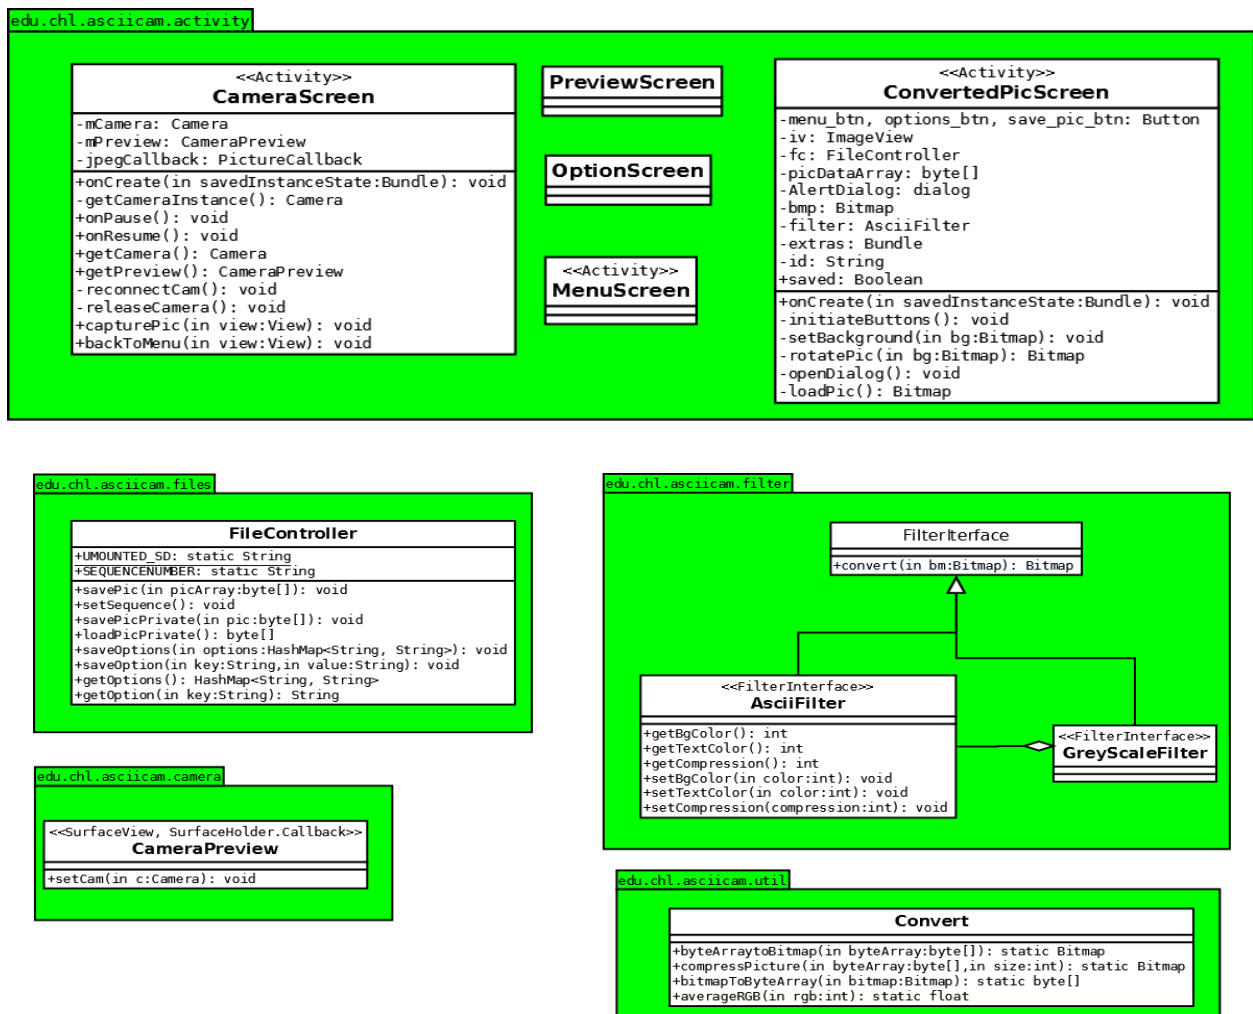 edu.chl.asciicam.activity
<<Activity>>
CameraScreen
-mCamera: Camera
-mPreview: CameraPreview
-jpegCallback: PictureCallback
+onCreate(in savedInstanceState:Bundle): void
-getCameraInstance(): Camera
+onPause(): void
+onResume(): void
+getCamera(): Camera
+getPreview(): CameraPreview
-reconnectCam(): void
-releaseCamera(): void
+capturePic(in view:View): void
+backToMenu(in view:View): void
PreviewScreen
OptionScreen
<<Activity>>
MenuScreen
<<Activity>>
ConvertedPicScreen
-menu_btn, options_btn, save_pic_btn: Button
-iv: ImageView
-fc: FileController
-picDataArray: byte[]
-AlertDialog: dialog
-bmp: Bitmap
-filter: AsciiFilter
-extras: Bundle
-id: String
+saved: Boolean
+onCreate(in savedInstanceState:Bundle): void
-initiateButtons(): void
-setBackground(in bg:Bitmap): void
-rotatePic(in bg:Bitmap): Bitmap
-openDialog(): void
-loadPic(): Bitmap
edu.chl.asciicam.files
FileController
+UMOUNTED_SD: static String
+SEQUENCENUMBER: static String
+savePic(in picArray:byte[]): void
+setSequence(): void
+savePicPrivate(in pic:byte[]): void
+loadPicPrivate(): byte[]
+saveOptions(in options:HashMap<String, String>): void
+saveOption(in key:String,in value:String): void
+getOptions(): HashMap<String, String>
+getOption(in key:String): String
edu.chl.asciicam.filter
FilterIterface
+convert(in bm:Bitmap): Bitmap
<<FilterInterface>>
AsciiFilter
+getBgColor(): int
+getTextColor(): int
+getCompression(): int
+setBgColor(in color:int): void
+setTextColor(in color:int): void
+setCompression(compression:int): void
<<FilterInterface>>
GreyScaleFilter
edu.chl.asciicam.camera
<<SurfaceView, SurfaceHolder.Callback>>
CameraPreview
+setCam(in c:Camera): void
edu.chl.asciicam.util
Convert
+byteArraytoBitmap(in byteArray:byte[]): static Bitmap
+compressPicture(in byteArray:byte[],in size:int): static Bitmap
+bitmapToByteArray(in bitmap:Bitmap): static byte[]
+averageRGB(in rgb:int): static float